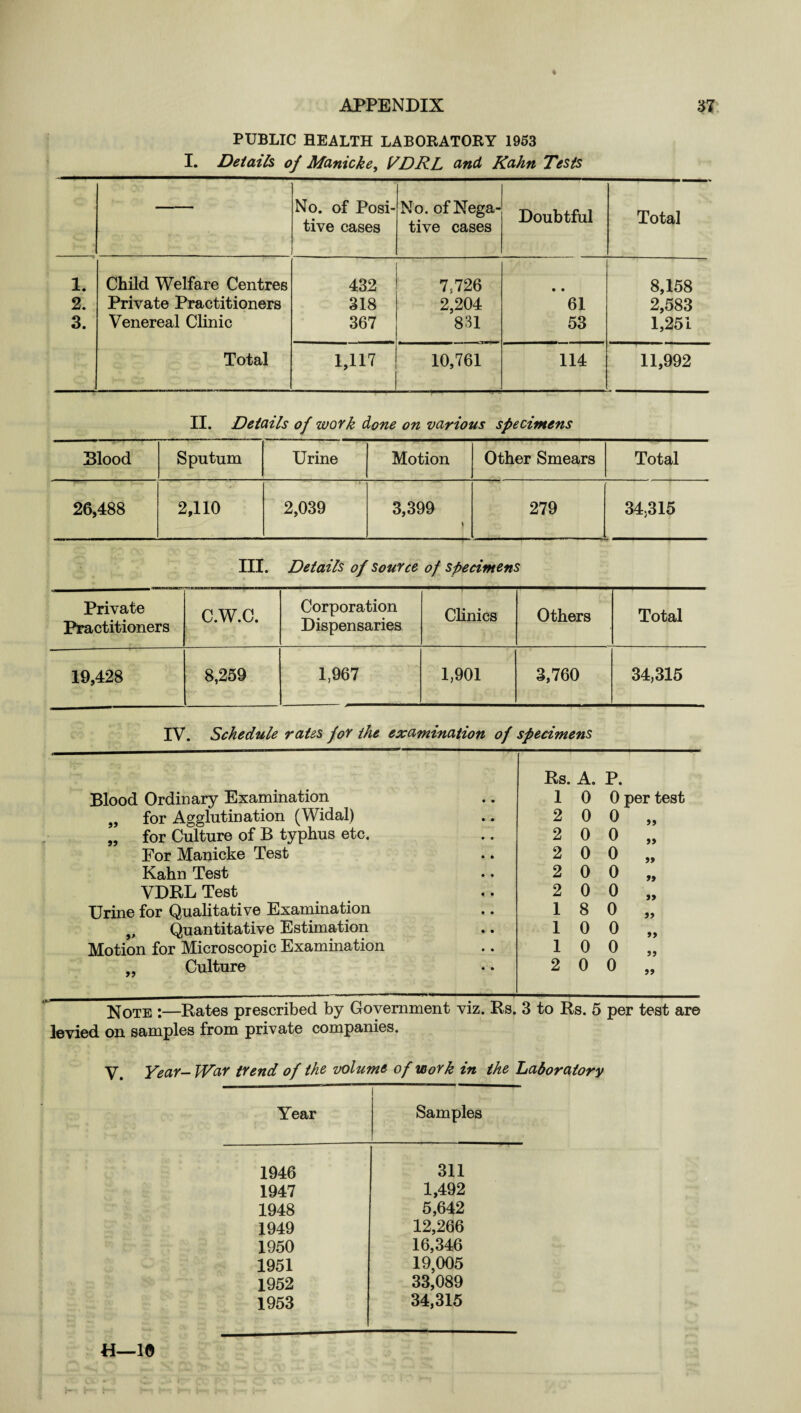 APPENDIX 37
PUBLIC HEALTH LABORATORY 1953
I. Details of Manicke, VDRL and Kahn Tests
— No. of Posi- No. of Nega- Doubtful Total
tive cases tive cases
1. Child Welfare Centres 432 7,726 .. 8,158
2. Private Practitioners 318 2,204 61 2,583
3. Venereal Clinic 367 831 53 1,251
Total 1,117 10,761 114 11,992
II. Details of work done on various specimens
Blood Sputum Urine Motion Other Smears Total
26,488 2,110 2,039 3,399 279 34,315
III. Details of source of specimens
Private C.W.C. Corporation Clinics Others Total
Practitioners Dispensaries
19,428 8,259 1,967 1,901 3,760 34,315
IV. Schedule rates for the examination of specimens
Rs. A. P.
Blood Ordinary Examination .. 1 0 0 per test
„ for Agglutination (Widal) .. 2 0 0 „
„ for Culture of B typhus etc. .. 2 0 0 „
For Manicke Test .. 2 0 0 „
Kahn Test .. 2 0 0 „
VDRL Test .. 2 0 0 „
Urine for Qualitative Examination .. 1 8 0 „
„ Quantitative Estimation .. 1 0 0 „
Motion for Microscopic Examination .. 1 0 0 „
„ Culture .. 2 0 0 „
NOTE :—Rates prescribed by Government viz. Rs. 3 to Rs. 5 per test are
levied on samples from private companies.
V. Year-War trend of the volume of work in the Laboratory
Year Samples
1946 311
1947 1,492
1948 5,642
1949 12,266
1950 16,346
1951 19,005
1952 33,089
1953 34,315
H—10